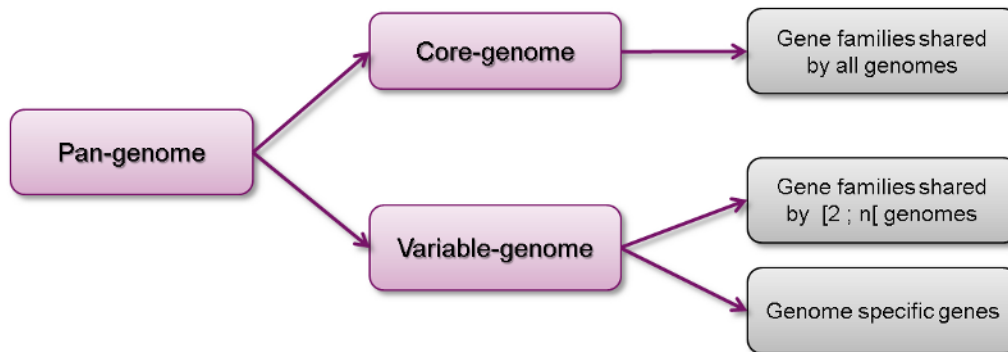 Pan-genome
Core-genome
Gene families shared
by all genomes
Variable-genome
Gene families shared
by [2 ; n[ genomes
Genome specific genes